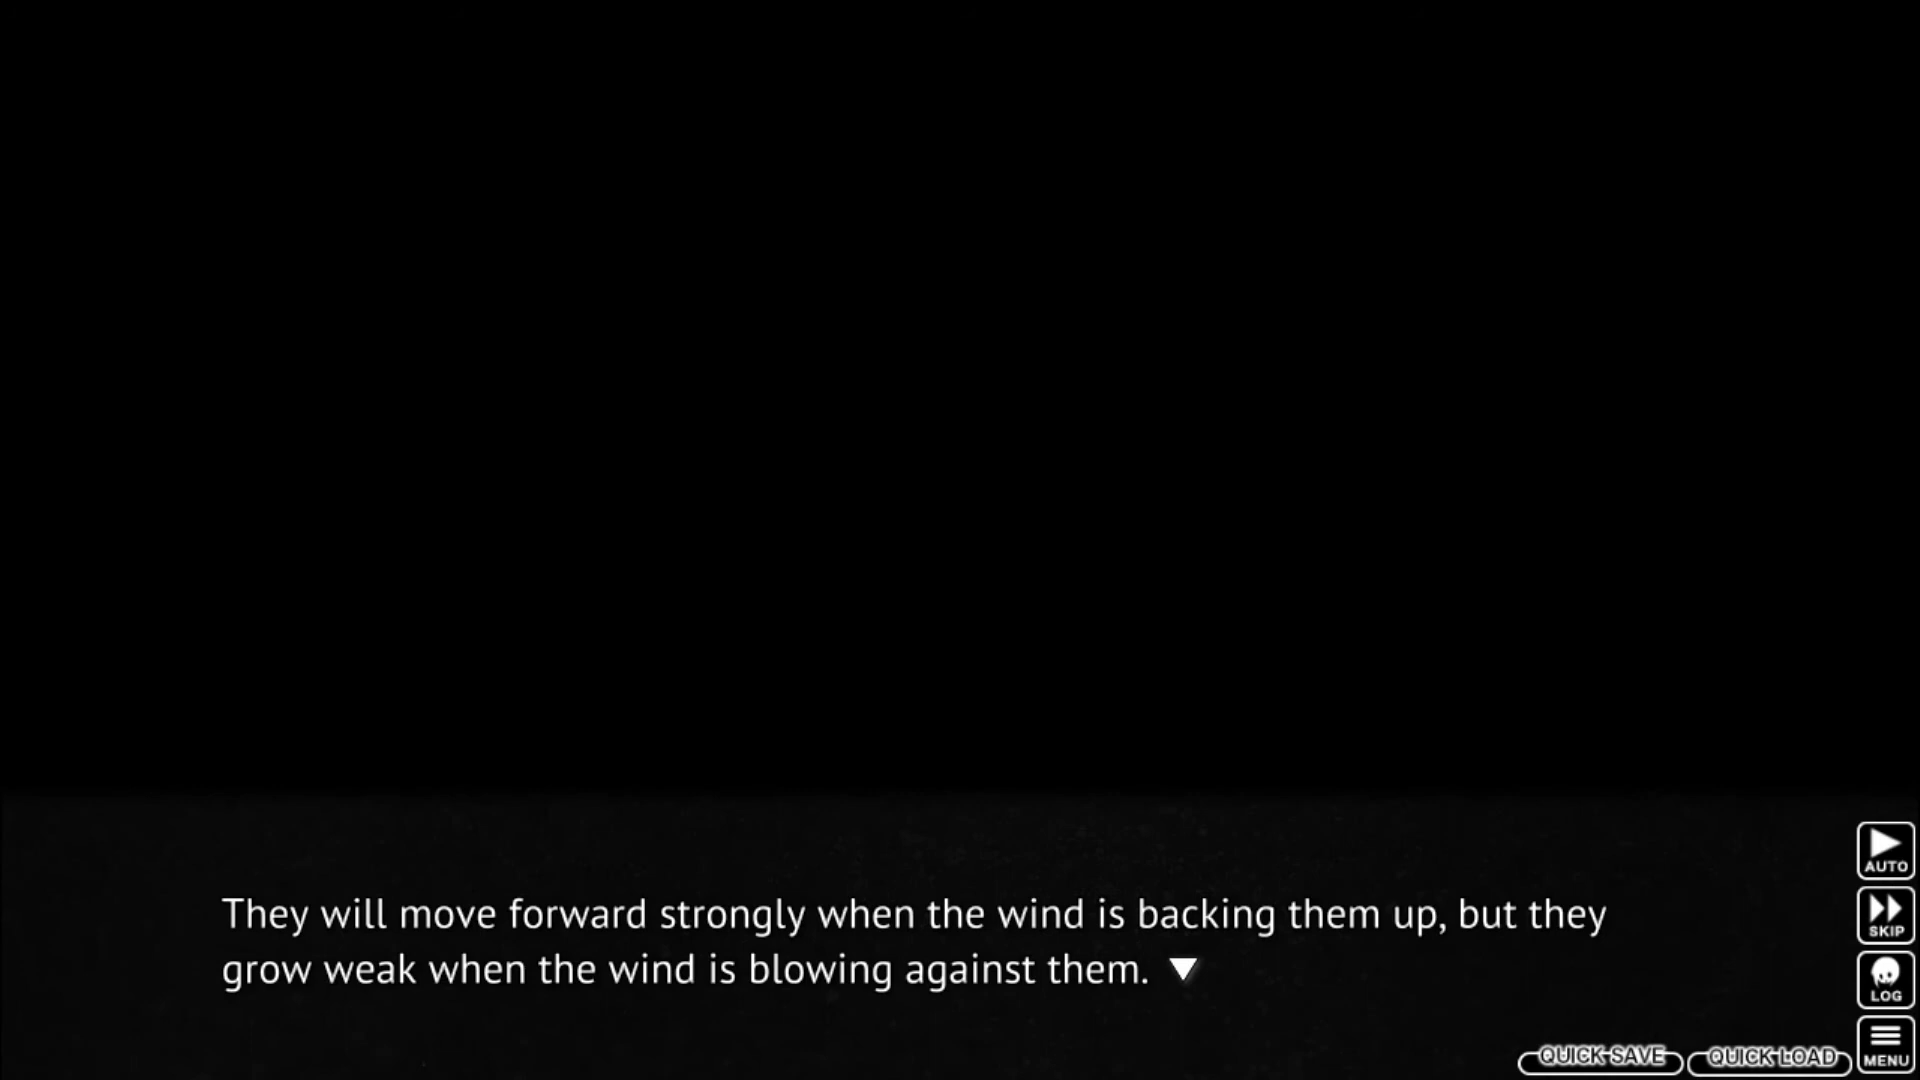 They will move forward strongly when the wind is backing them up, but they
grow weak when the wind is blowing against them.
AUTO
SKIP
LOG
MENU
QUICK SAVE QUICK LOAD